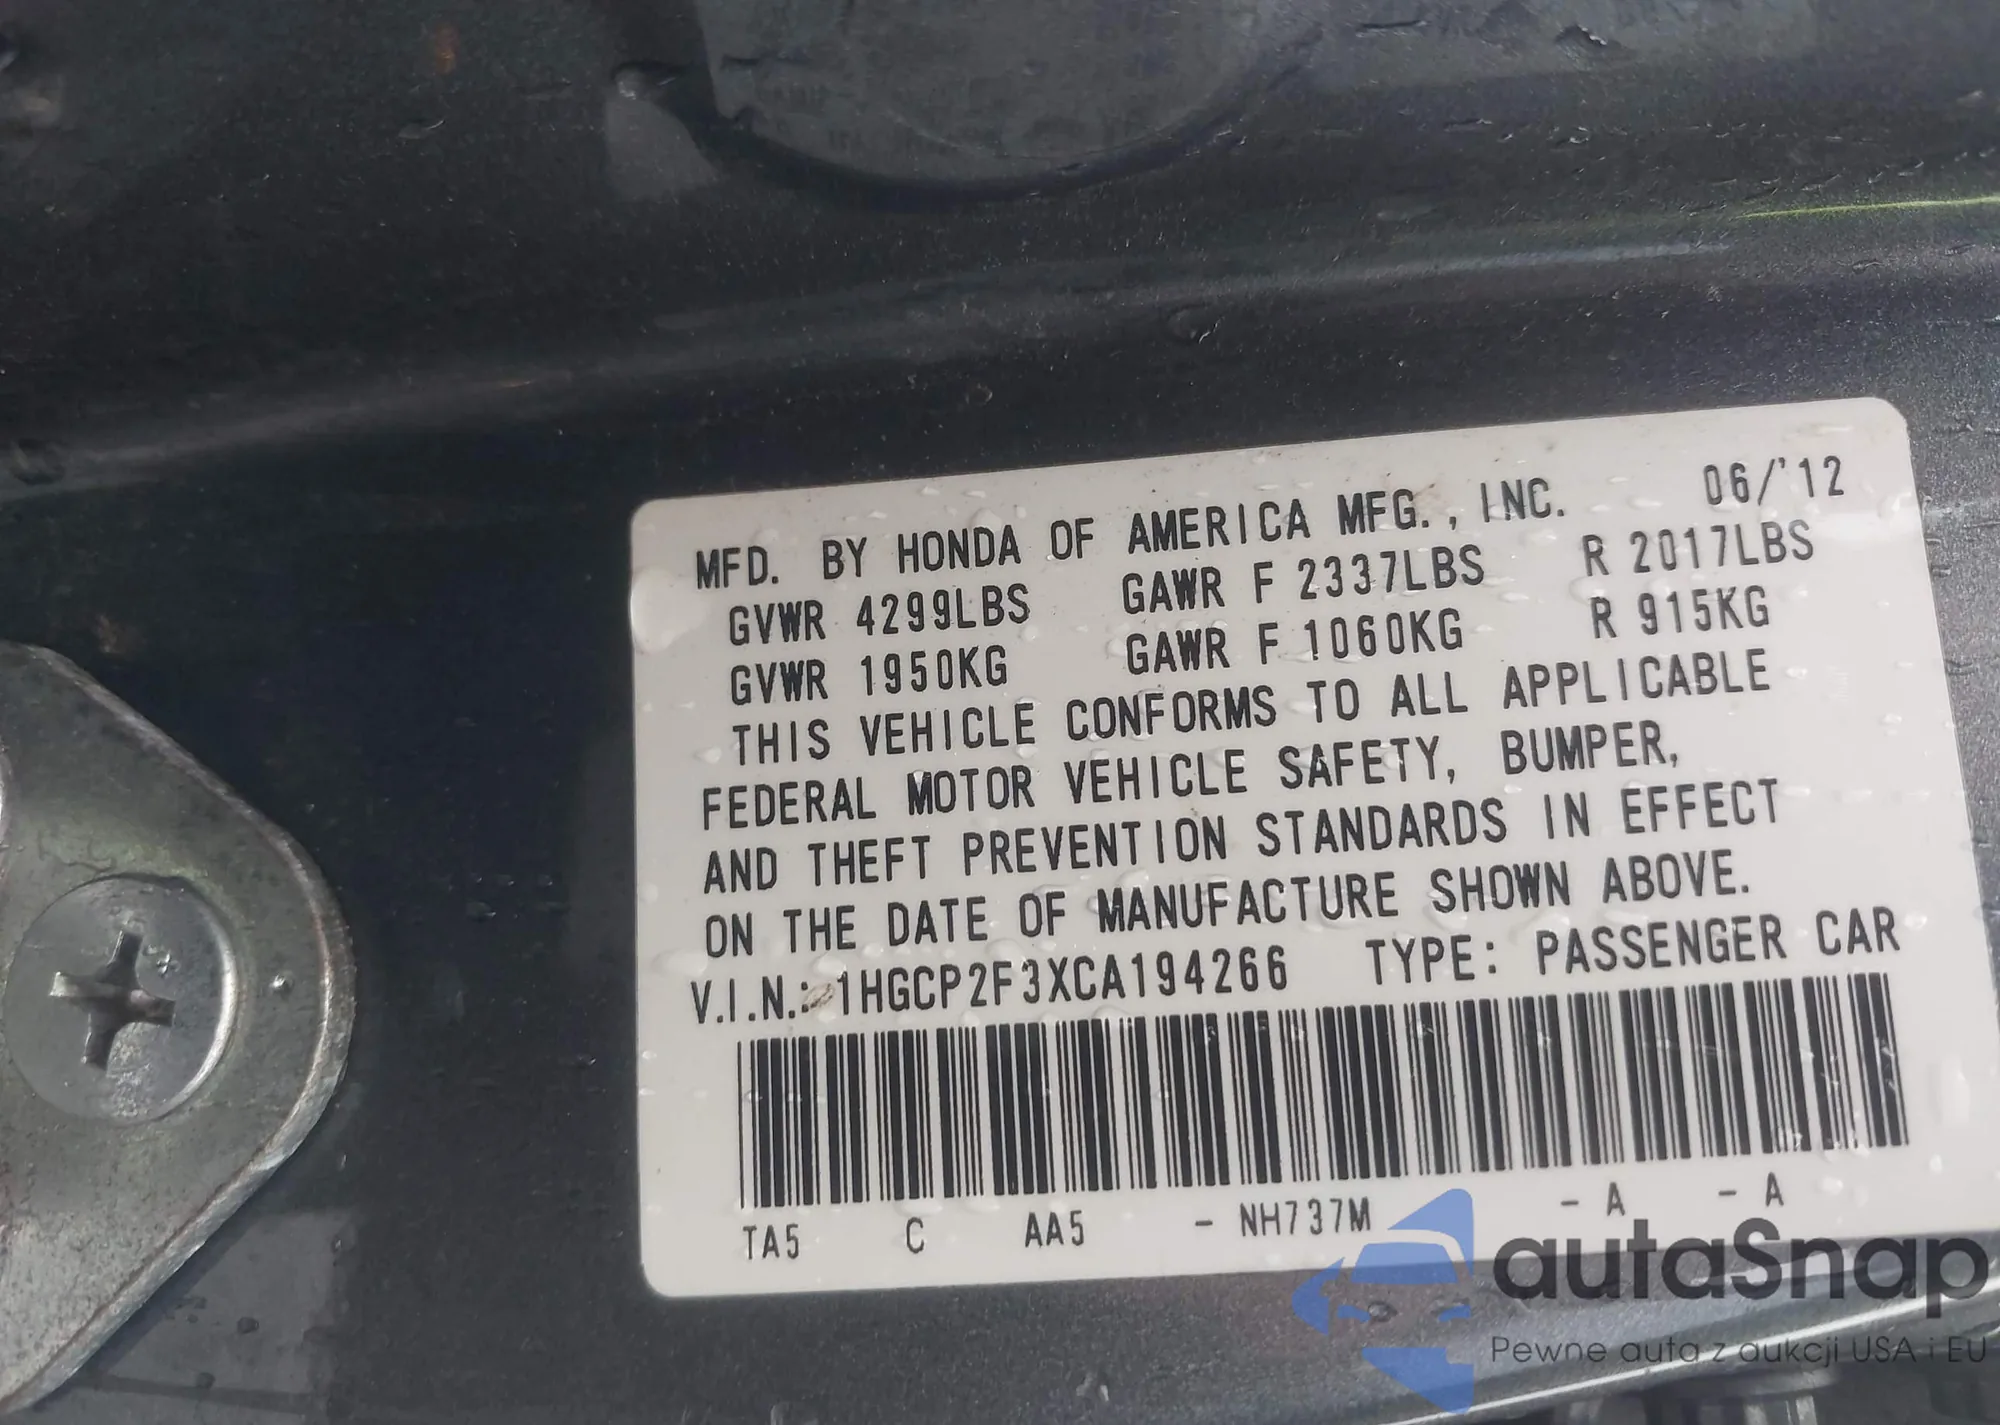 MFD. BY HONDA OF AMERICA MFG., INC. 06/'12
GVWR 4299LBS GAWR F 2337LBS R 2017LBS
GVWR 1950KG GAWR F 1060KG R 915KG
THIS VEHICLE CONFORMS TO ALL APPLICABLE
FEDERAL MOTOR VEHICLE SAFETY, BUMPER,
AND THEFT PREVENTION STANDARDS IN EFFECT
ON THE DATE OF MANUFACTURE SHOWN ABOVE.
V.I.N.: 1HGCP2F3XCA194266 TYPE: PASSENGER CAR
TA5 C AA5 - NH737M - A - A
autaSnap
Pewne auta z aukcji USA i EU